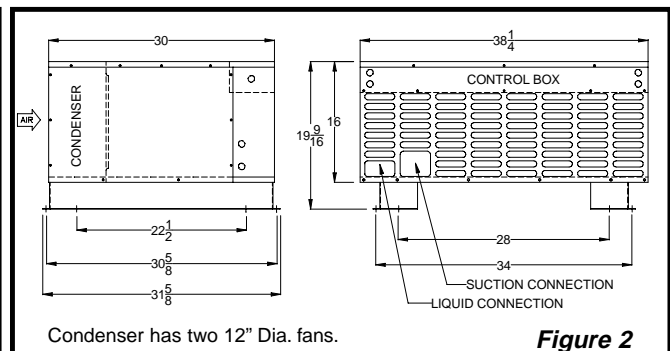 30
38 1/4
CONTROL BOX
AIR
CONDENSER
19 9/16
16
22 1/2
28
30 5/8
34
31 5/8
SUCTION CONNECTION
LIQUID CONNECTION
Condenser has two 12” Dia. fans.
Figure 2